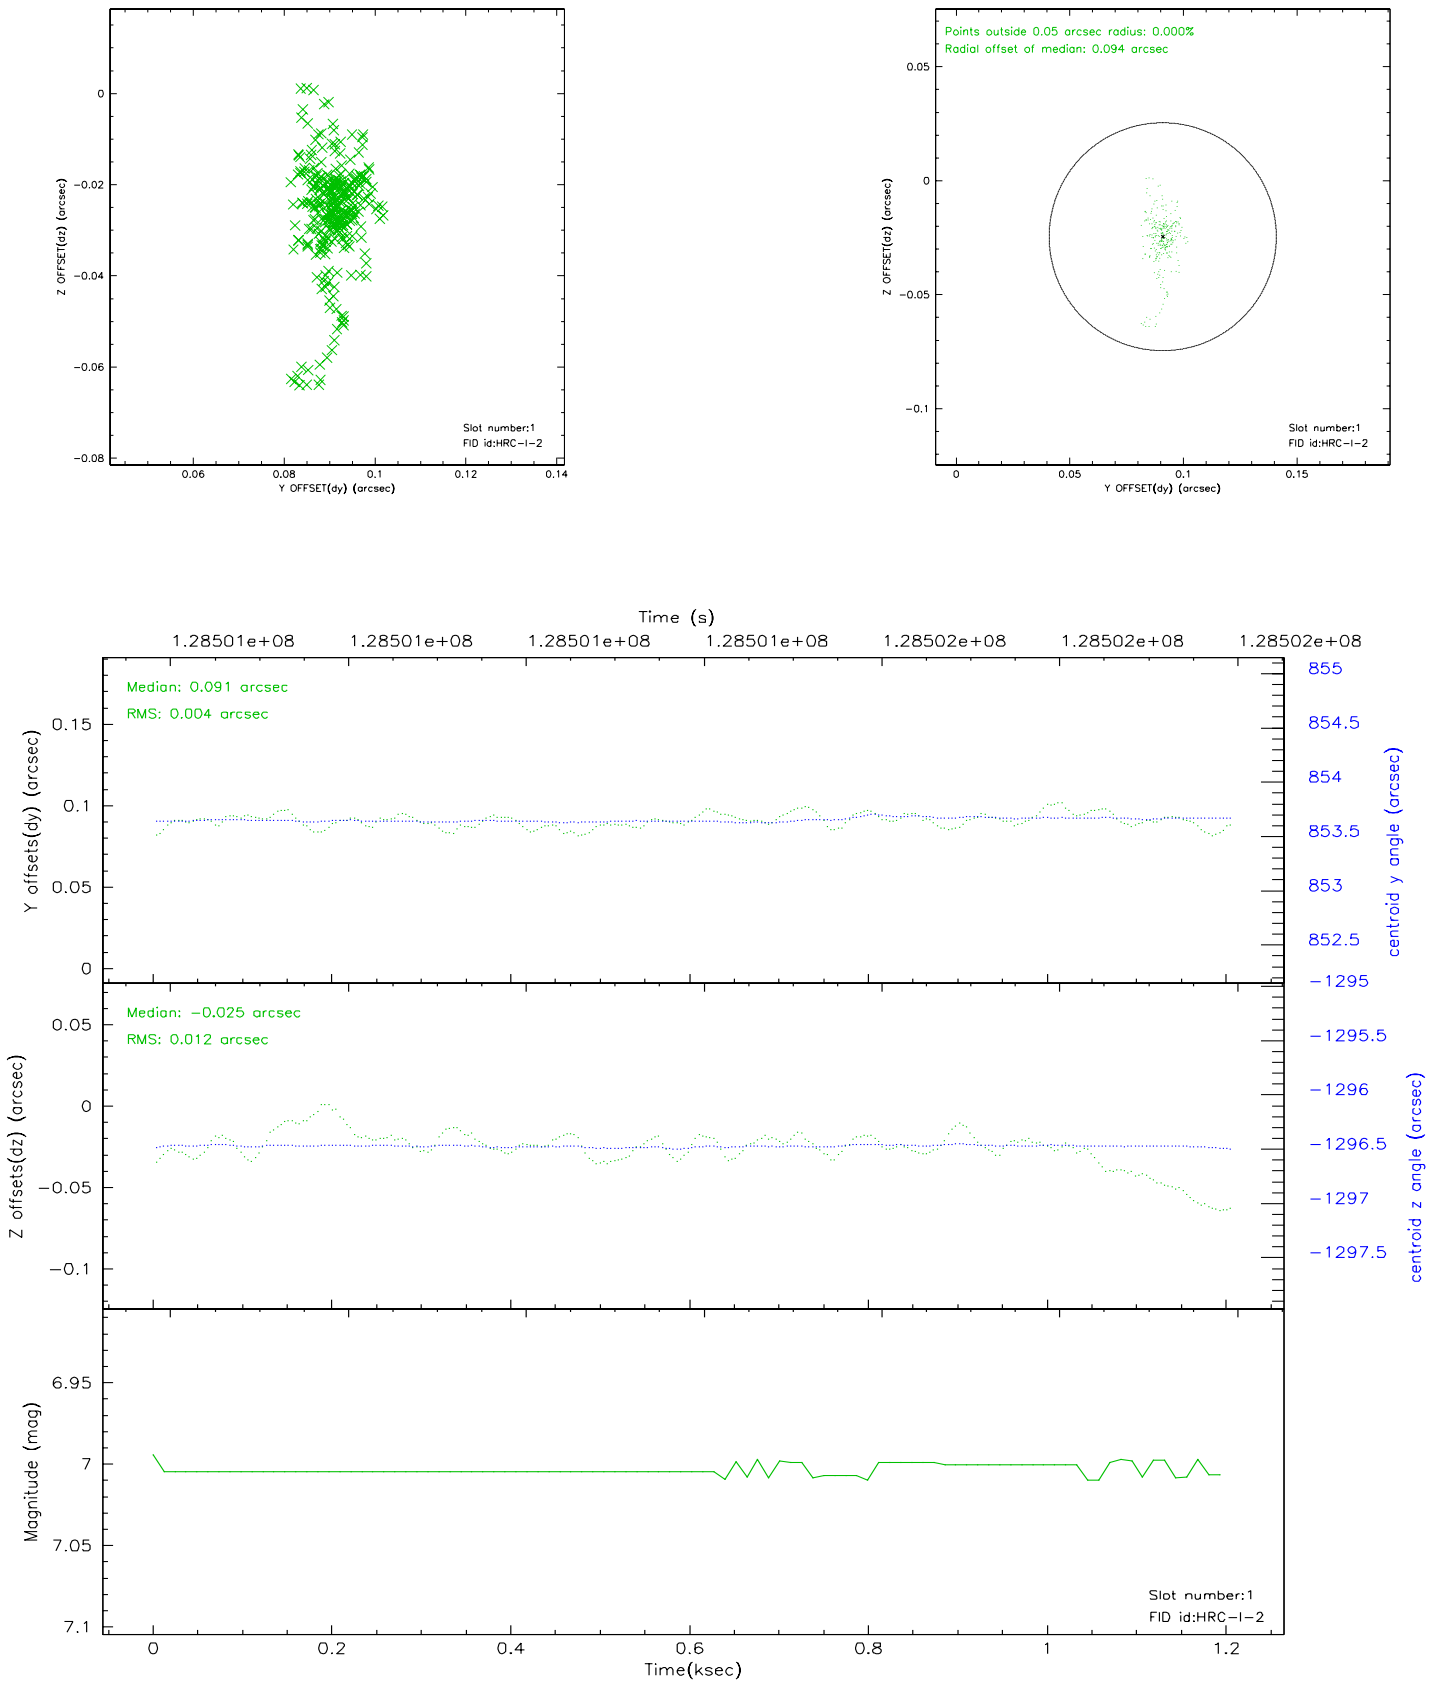 0
-0.02
-0.04
-0.06
-0.08
Z OFFSET(dz) (arcsec)
Slot number:1
FID id:HRC-I-2
0.06
0.08
0.1
0.12
0.14
Y OFFSET(dy) (arcsec)
Points outside 0.05 arcsec radius: 0.000%
Radial offset of median: 0.094 arcsec
0.05
0
-0.05
-0.1
Z OFFSET(dz) (arcsec)
Slot number:1
FID id:HRC-I-2
0
0.05
0.1
0.15
Y OFFSET(dy) (arcsec)
Time (s)
1.28501e+08
1.28501e+08
1.28501e+08
1.28501e+08
1.28502e+08
1.28502e+08
1.28502e+08
Median: 0.091 arcsec
RMS: 0.004 arcsec
0.15
0.1
0.05
0
Y offsets(dy) (arcsec)
855
854.5
854
853.5
853
852.5
centroid y angle (arcsec)
Median: -0.025 arcsec
RMS: 0.012 arcsec
0.05
0
-0.05
-0.1
Z offsets(dz) (arcsec)
-1295
-1295.5
-1296
-1296.5
-1297
-1297.5
centroid z angle (arcsec)
6.95
7
7.05
7.1
Magnitude (mag)
Slot number:1
FID id:HRC-I-2
0
0.2
0.4
0.6
0.8
1
1.2
Time(ksec)